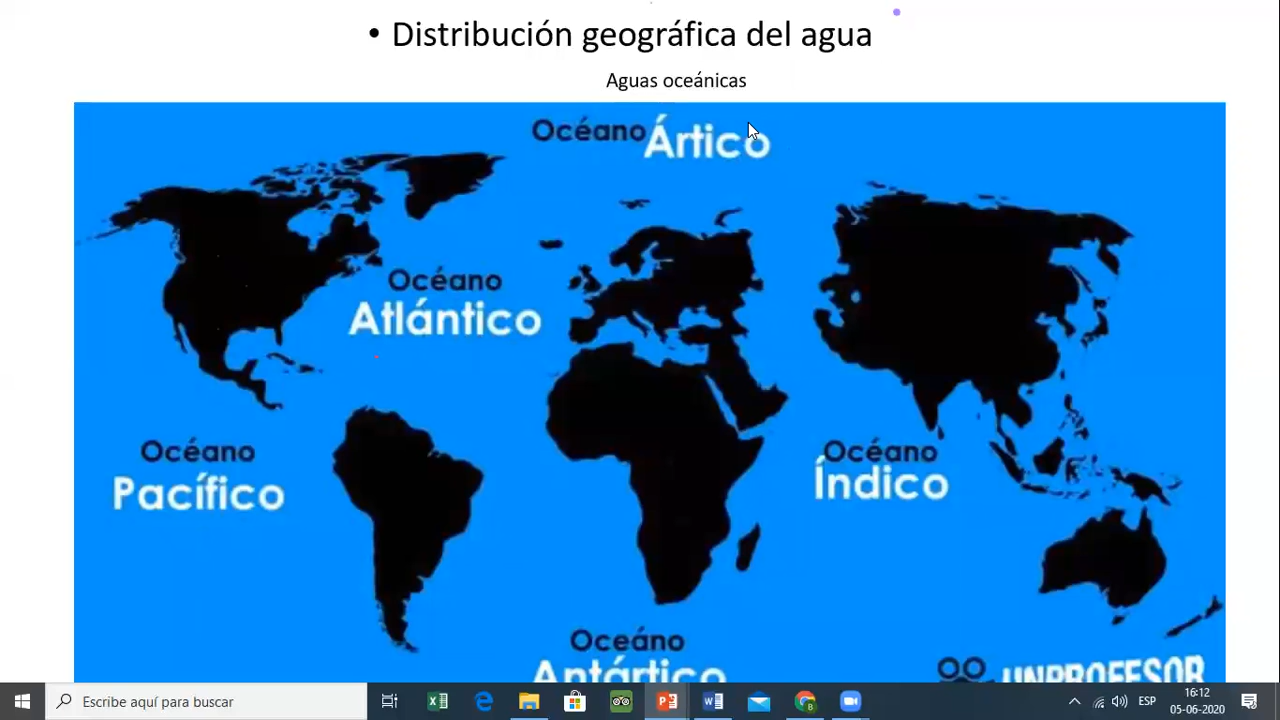 • Distribución geográfica del agua
Aguas oceánicas
Océano Ártico
Océano
Atlántico
Océano
Pacífico
Océano
Índico
Oceáno
Antártico
UNPROFESOR
Escribe aquí para buscar
ESP
16:12
05-06-2020